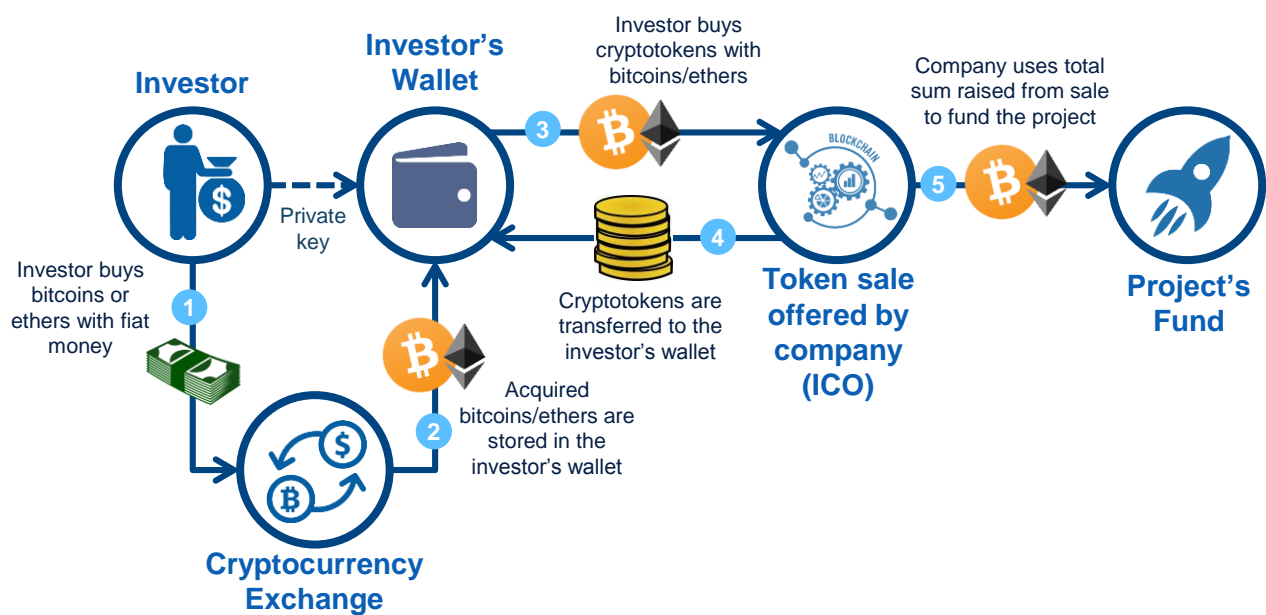 Investor
Investor's
Wallet
Private
key
Investor buys
bitcoins or
ethers with fiat
money
1
Cryptocurrency
Exchange
$
2
Acquired
bitcoins/ethers are
stored in the
investor's wallet
3
Investor buys
cryptotokens with
bitcoins/ethers
4
Cryptotokens are
transferred to the
investor's wallet
BLOCKCHAIN
Token sale
offered by
company
(ICO)
5
Company uses total
sum raised from sale
to fund the project
Project's
Fund
$